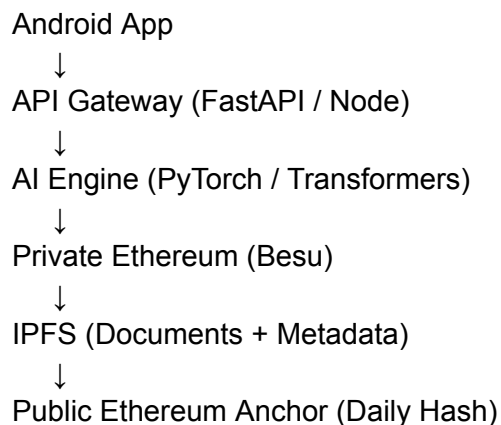 Android App
↓
API Gateway (FastAPI / Node)
↓
AI Engine (PyTorch / Transformers)
↓
Private Ethereum (Besu)
↓
IPFS (Documents + Metadata)
↓
Public Ethereum Anchor (Daily Hash)